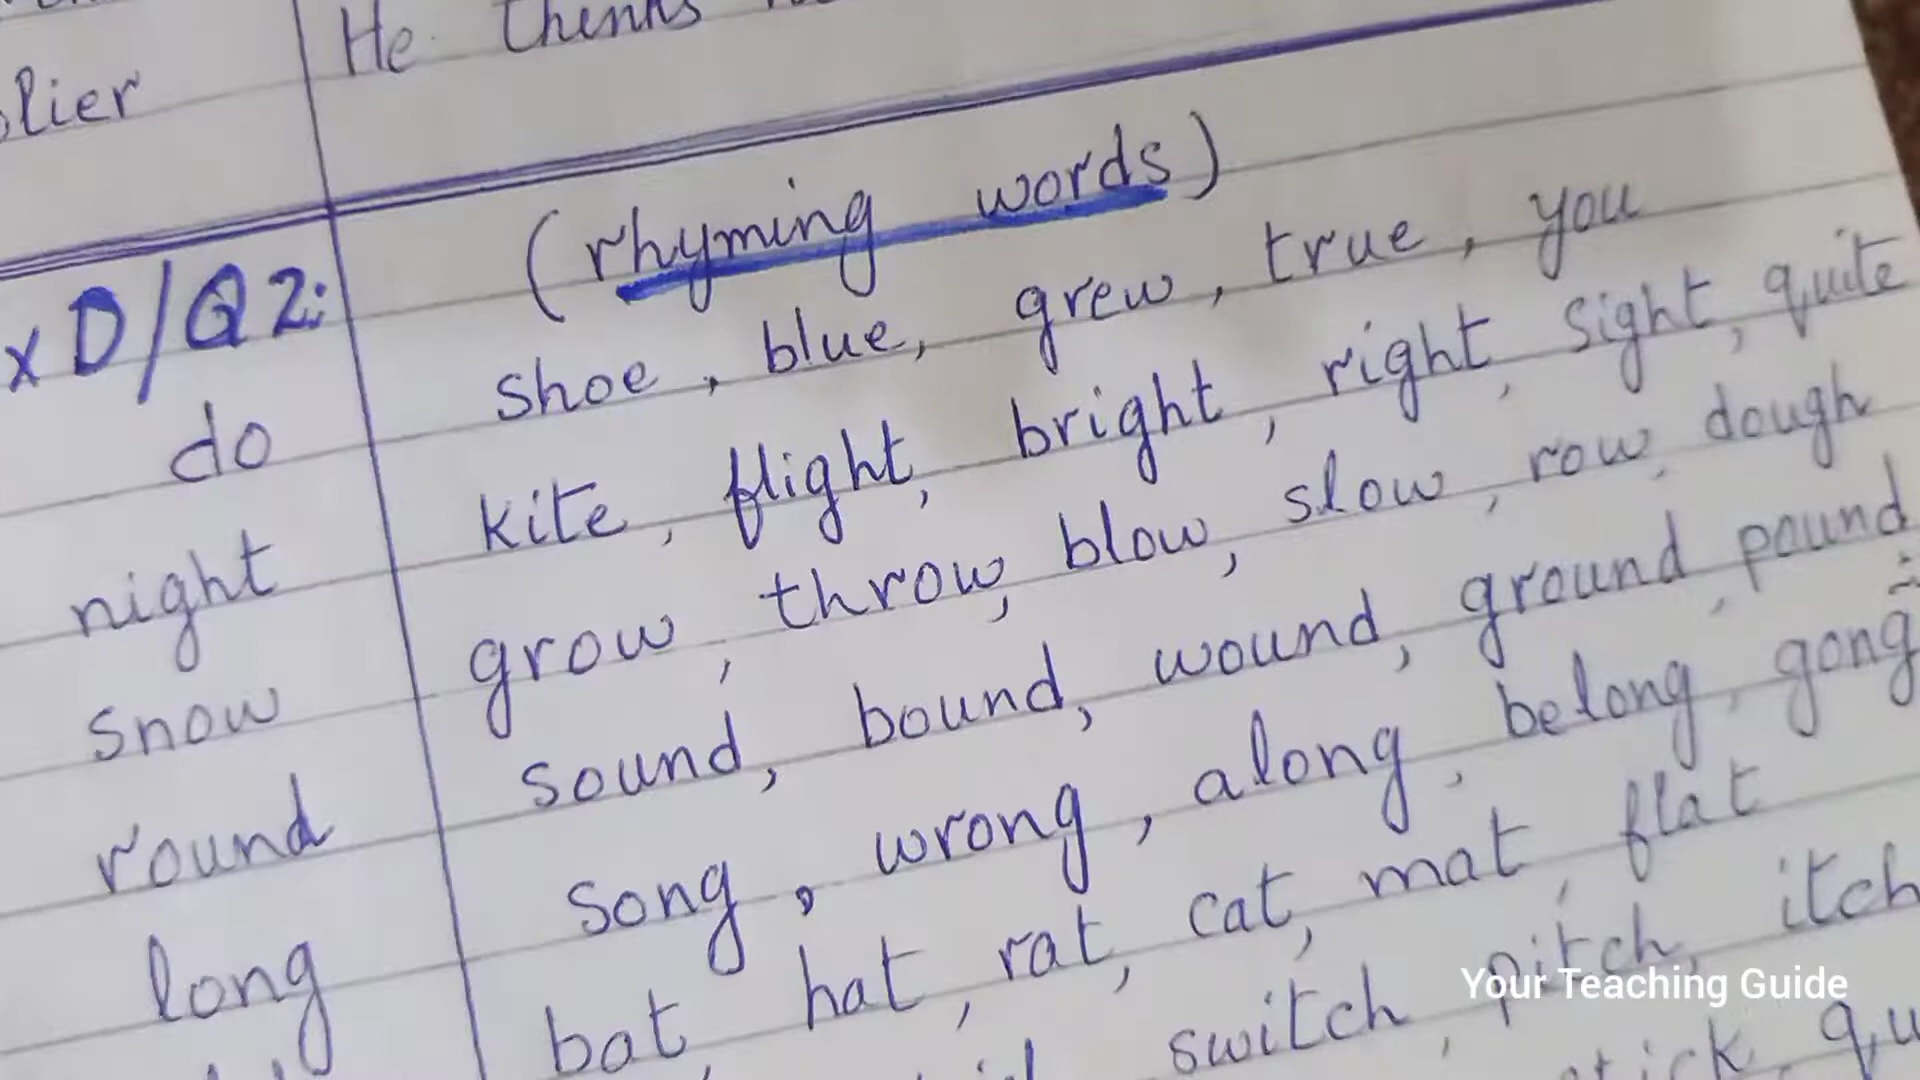 He thinks
lier
(rhyming words)
x D/Q2:
do shoe, blue, grew, true, you
night kite, flight, bright, right, sight, quite
snow grow, throw, blow, slow, row, dough
round sound, bound, wound, ground, pound
long song, wrong, along, belong, gong
bat, hat, rat, cat, mat, flat
switch, pitch, itch
Your Teaching Guide